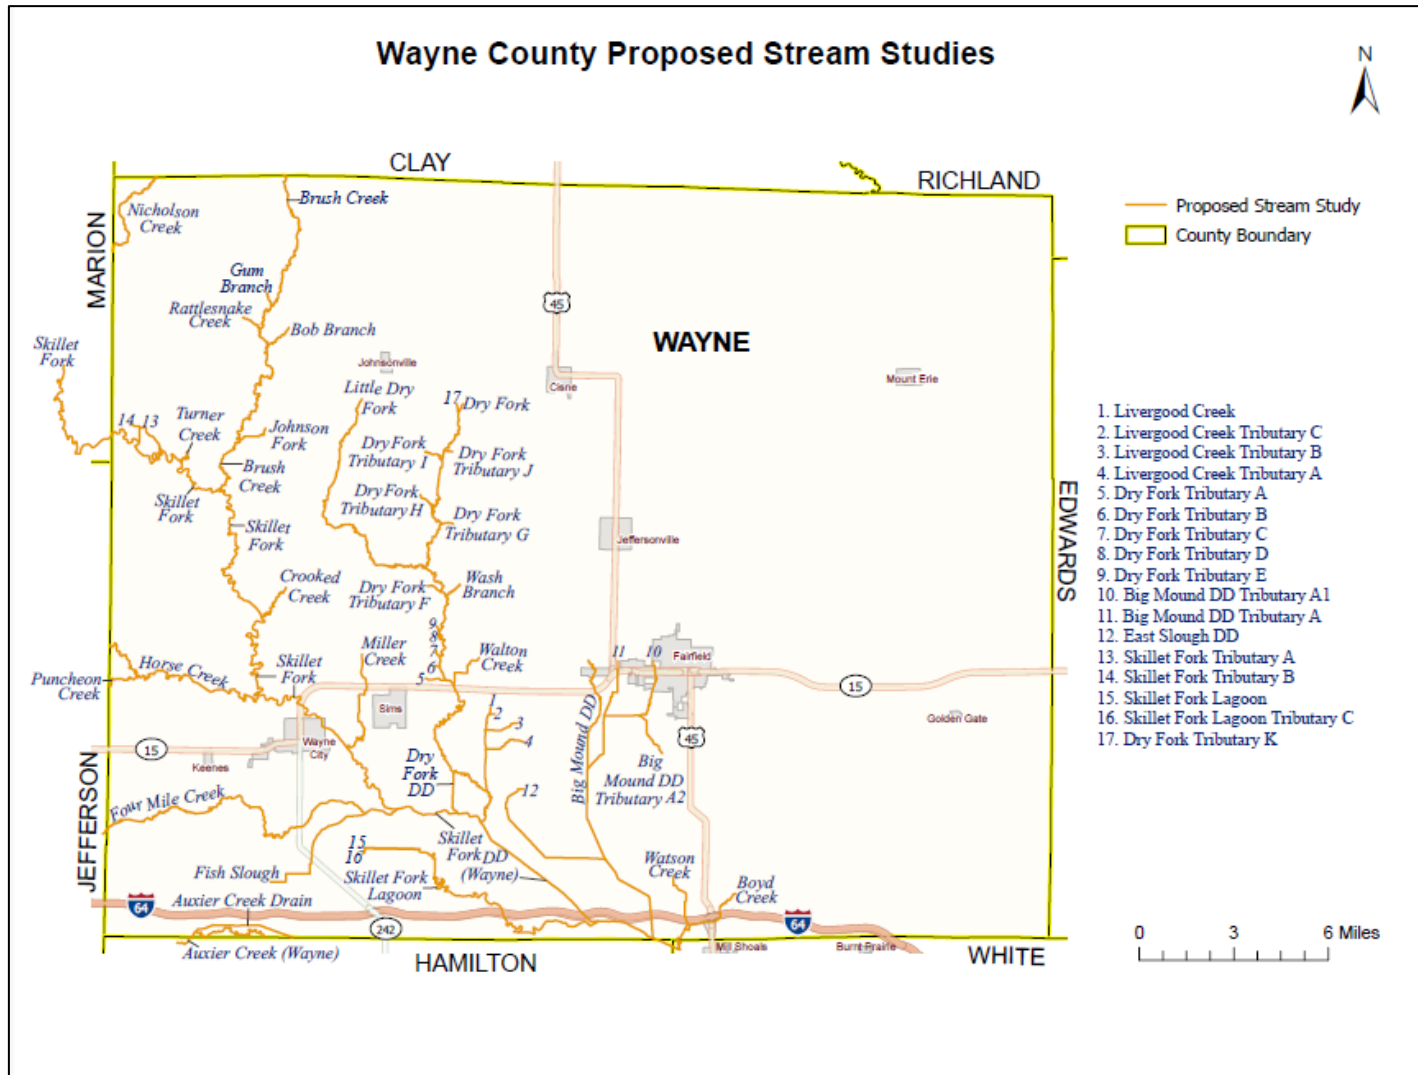 Wayne County Proposed Stream Studies
N
CLAY
RICHLAND
MARION
Brush Creek
Nicholson
Creek
Proposed Stream Study
County Boundary
Gum
Branch
Rattlesnake
Creek
Bob Branch
45
WAYNE
Skillet
Fork
Johnsonville
Cisne
Mount Erie
Little Dry
Fork
17
Dry Fork
14
13
Turner
Creek
Johnson
Fork
Dry Fork
Tributary I
Dry Fork
Tributary J
Brush
Creek
Skillet
Fork
Dry Fork
Tributary H
Dry Fork
Tributary G
Skillet
Fork
Jeffersonville
EDWARDS
1. Livergood Creek
2. Livergood Creek Tributary C
3. Livergood Creek Tributary B
4. Livergood Creek Tributary A
5. Dry Fork Tributary A
6. Dry Fork Tributary B
7. Dry Fork Tributary C
8. Dry Fork Tributary D
9. Dry Fork Tributary E
10. Big Mound DD Tributary A1
11. Big Mound DD Tributary A
12. East Slough DD
13. Skillet Fork Tributary A
14. Skillet Fork Tributary B
15. Skillet Fork Lagoon
16. Skillet Fork Lagoon Tributary C
17. Dry Fork Tributary K
Crooked
Creek
Dry Fork
Tributary F
Wash
Branch
9
8
7
6
5
Miller
Creek
Walton
Creek
11
10
Fairfield
Puncheon
Creek
Horse Creek
Skillet
Fork
15
Sims
1
2
3
4
Golden Gate
45
Wayne
City
15
Keenes
Dry
Fork
DD
Big Mound DD
Big
Mound DD
Tributary A2
12
JEFFERSON
Four Mile Creek
Skillet
Fork DD
(Wayne)
15
16
Fish Slough
Skillet Fork
Lagoon
Watson
Creek
Boyd
Creek
Auxier Creek Drain
64
242
64
Auxier Creek (Wayne)
HAMILTON
Mill Shoals
Burnt Prairie
WHITE
0 3 6 Miles